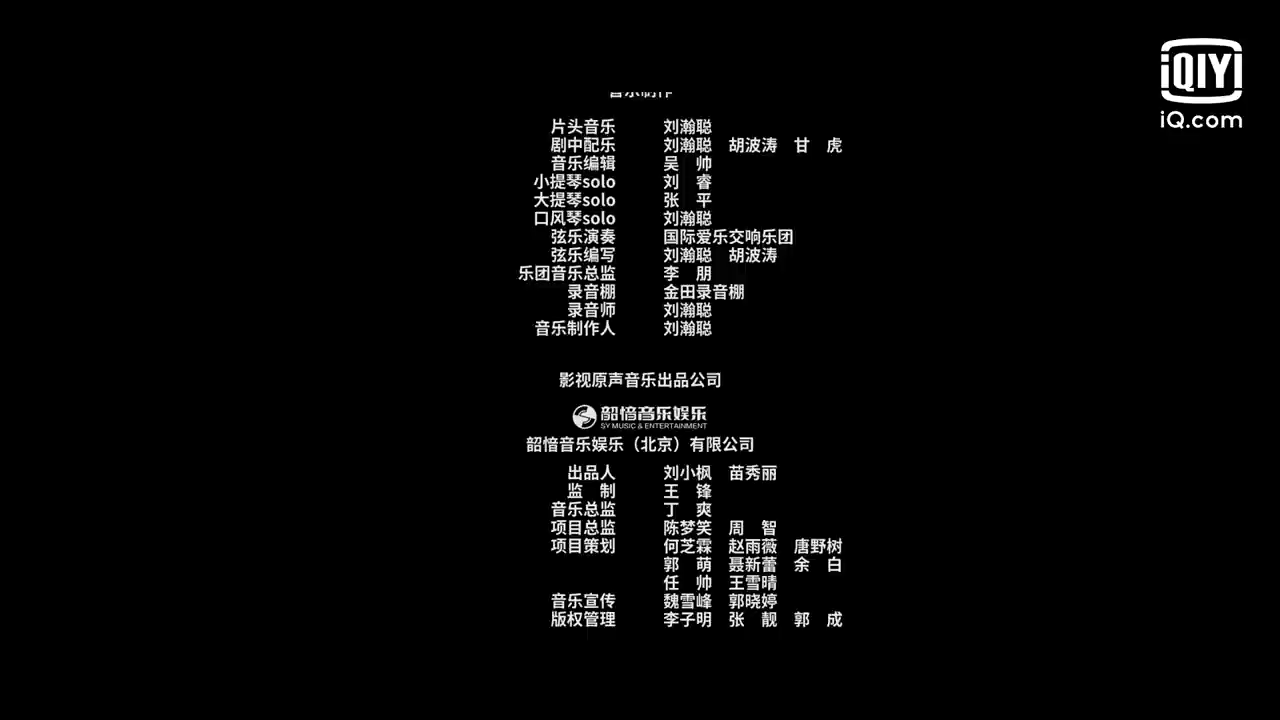 iQIYI
iQ.com
音乐制作
片头音乐 刘瀚聪
剧中配乐 刘瀚聪 胡波涛 甘 虎
音乐编辑 吴 帅
小提琴solo 刘 睿
大提琴solo 张 平
口风琴solo 刘瀚聪
弦乐演奏 国际爱乐交响乐团
弦乐编写 刘瀚聪 胡波涛
乐团音乐总监 李 朋
录音棚 金田录音棚
录音师 刘瀚聪
音乐制作人 刘瀚聪
影视原声音乐出品公司
韶愔音乐娱乐
SY MUSIC & ENTERTAINMENT
韶愔音乐娱乐（北京）有限公司
出品人 刘小枫 苗秀丽
监 制 王 锋
音乐总监 丁 爽
项目总监 陈梦笑 周 智
项目策划 何芝霖 赵雨薇 唐野树
郭 萌 聂新蕾 余 白
任 帅 王雪晴
音乐宣传 魏雪峰 郭晓婷
版权管理 李子明 张 靓 郭 成